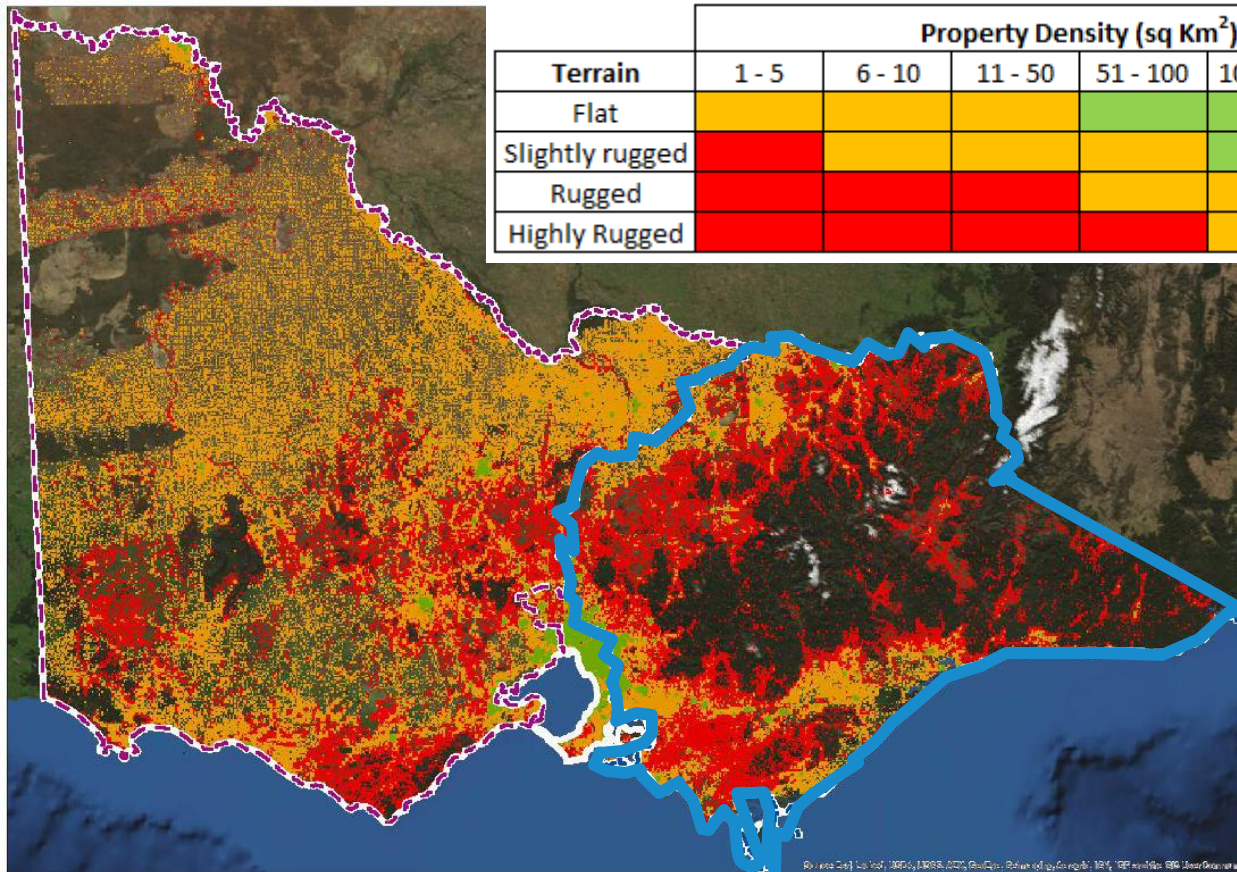 Property Density (sq Km²)
Terrain 1 - 5 6 - 10 11 - 50 51 - 100
Flat
Slightly rugged
Rugged
Highly Rugged